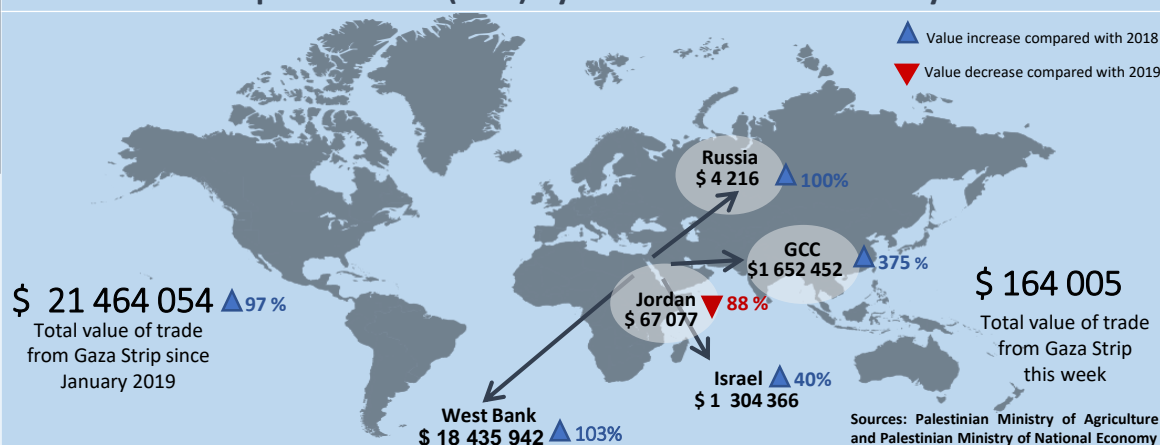 Value increase compared with 2018
Value decrease compared with 2019
Russia
$ 4 216
100%
GCC
$1 652 452
375 %
$ 21 464 054
97 %
Total value of trade
from Gaza Strip since
January 2019
Jordan
$ 67 077
88 %
$ 164 005
Total value of trade
from Gaza Strip
this week
Israel
40%
$ 1 304 366
West Bank
$ 18 435 942
103%
Sources: Palestinian Ministry of Agriculture
and Palestinian Ministry of National Economy